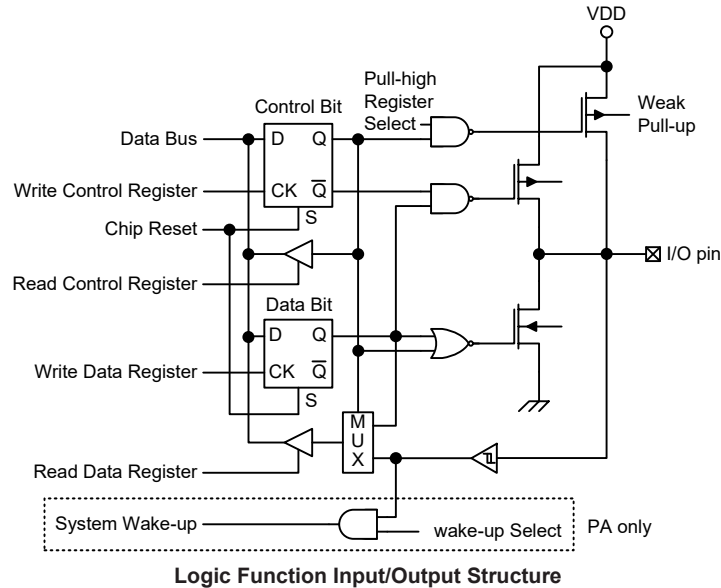 VDD
Pull-high
Register
Select
Weak
Pull-up
Control Bit
Data Bus
D
Q
Write Control Register
CK
Q̅
S
Chip Reset
I/O pin
Read Control Register
Data Bit
D
Q
Write Data Register
CK
Q̅
S
M
U
X
Read Data Register
System Wake-up
wake-up Select
PA only
Logic Function Input/Output Structure